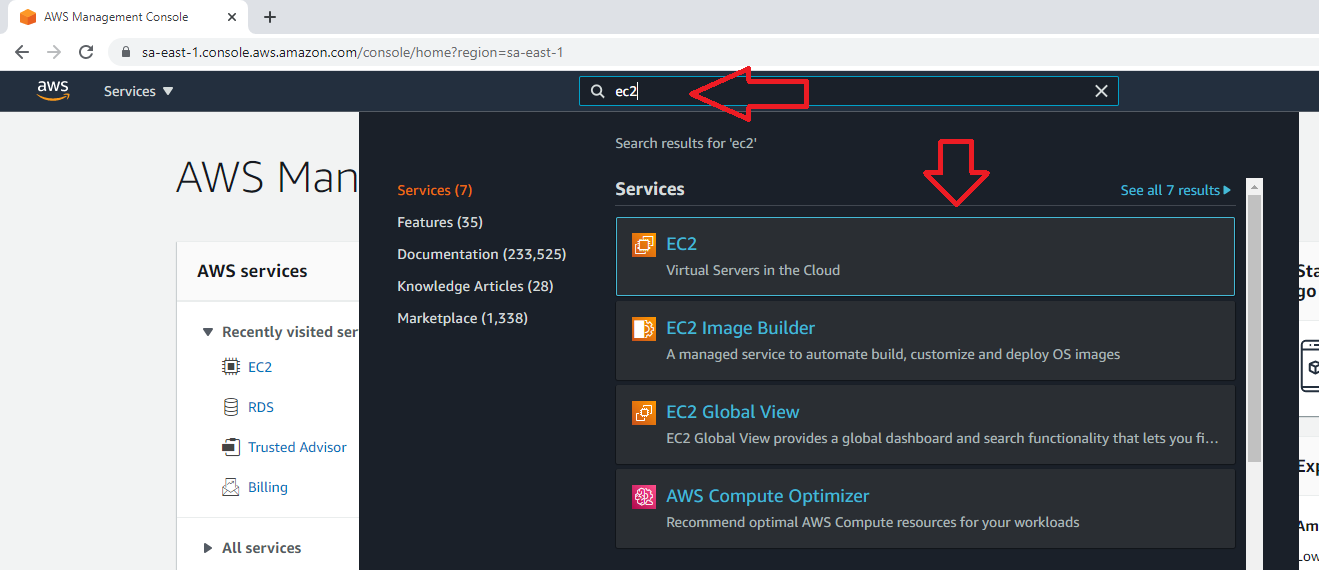 AWS Management Console
sa-east-1.console.aws.amazon.com/console/home?region=sa-east-1
aws
Services
ec2
Search results for 'ec2'
AWS Man
Services (7)
Features (35)
Documentation (233,525)
Knowledge Articles (28)
Marketplace (1,338)
Services
See all 7 results
EC2
Virtual Servers in the Cloud
EC2 Image Builder
A managed service to automate build, customize and deploy OS images
EC2 Global View
EC2 Global View provides a global dashboard and search functionality that lets you fi...
AWS Compute Optimizer
Recommend optimal AWS Compute resources for your workloads
AWS services
Recently visited ser
EC2
RDS
Trusted Advisor
Billing
All services
Sta
go
Exp
Am
Low